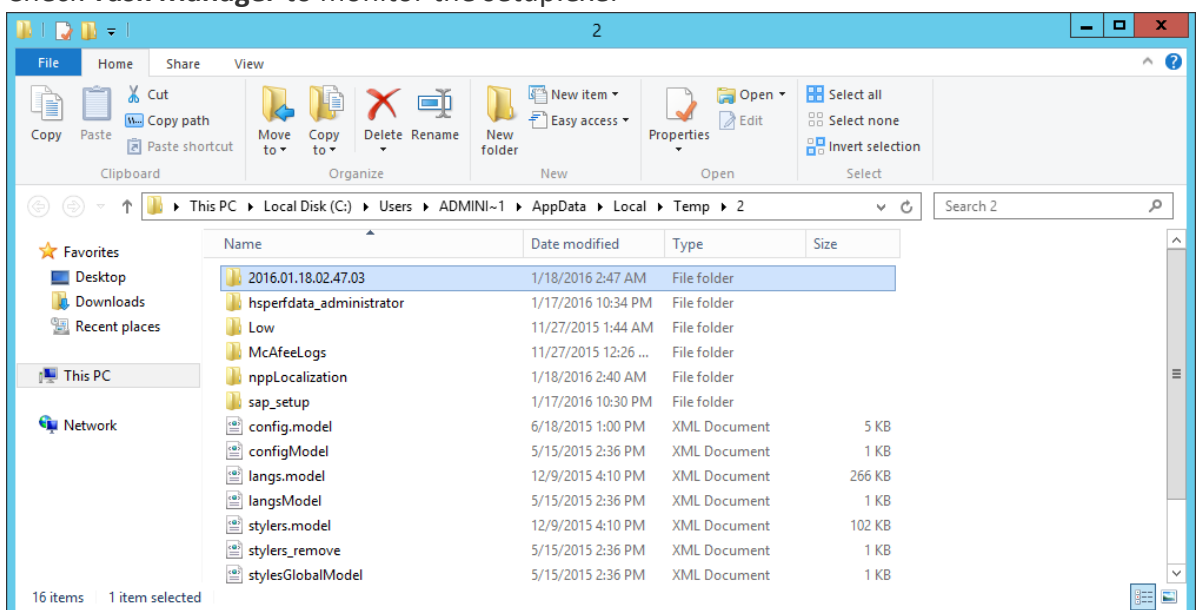 Check Task Manager to monitor the setup.exe.
2
File Home Share View
Copy
Paste
Cut
Copy path
Paste shortcut
Clipboard
Move to
Copy to
Delete
Rename
Organize
New folder
New item
Easy access
New
Properties
Open
Edit
Open
Select all
Select none
Invert selection
Select
This PC Local Disk (C:) Users ADMINI~1 AppData Local Temp 2
Search 2
Favorites
Desktop
Downloads
Recent places
This PC
Network
Name Date modified Type Size
2016.01.18.02.47.03 1/18/2016 2:47 AM File folder
hsperfdata_administrator 1/17/2016 10:34 PM File folder
Low 11/27/2015 1:44 AM File folder
McAfeeLogs 11/27/2015 12:26 ... File folder
nppLocalization 1/18/2016 2:40 AM File folder
sap_setup 1/17/2016 10:30 PM File folder
config.model 6/18/2015 1:00 PM XML Document 5 KB
configModel 5/15/2015 2:36 PM XML Document 1 KB
langs.model 12/9/2015 4:10 PM XML Document 266 KB
langsModel 5/15/2015 2:36 PM XML Document 1 KB
stylers.model 12/9/2015 4:10 PM XML Document 102 KB
stylers_remove 5/15/2015 2:36 PM XML Document 1 KB
stylesGlobalModel 5/15/2015 2:36 PM XML Document 1 KB
16 items 1 item selected